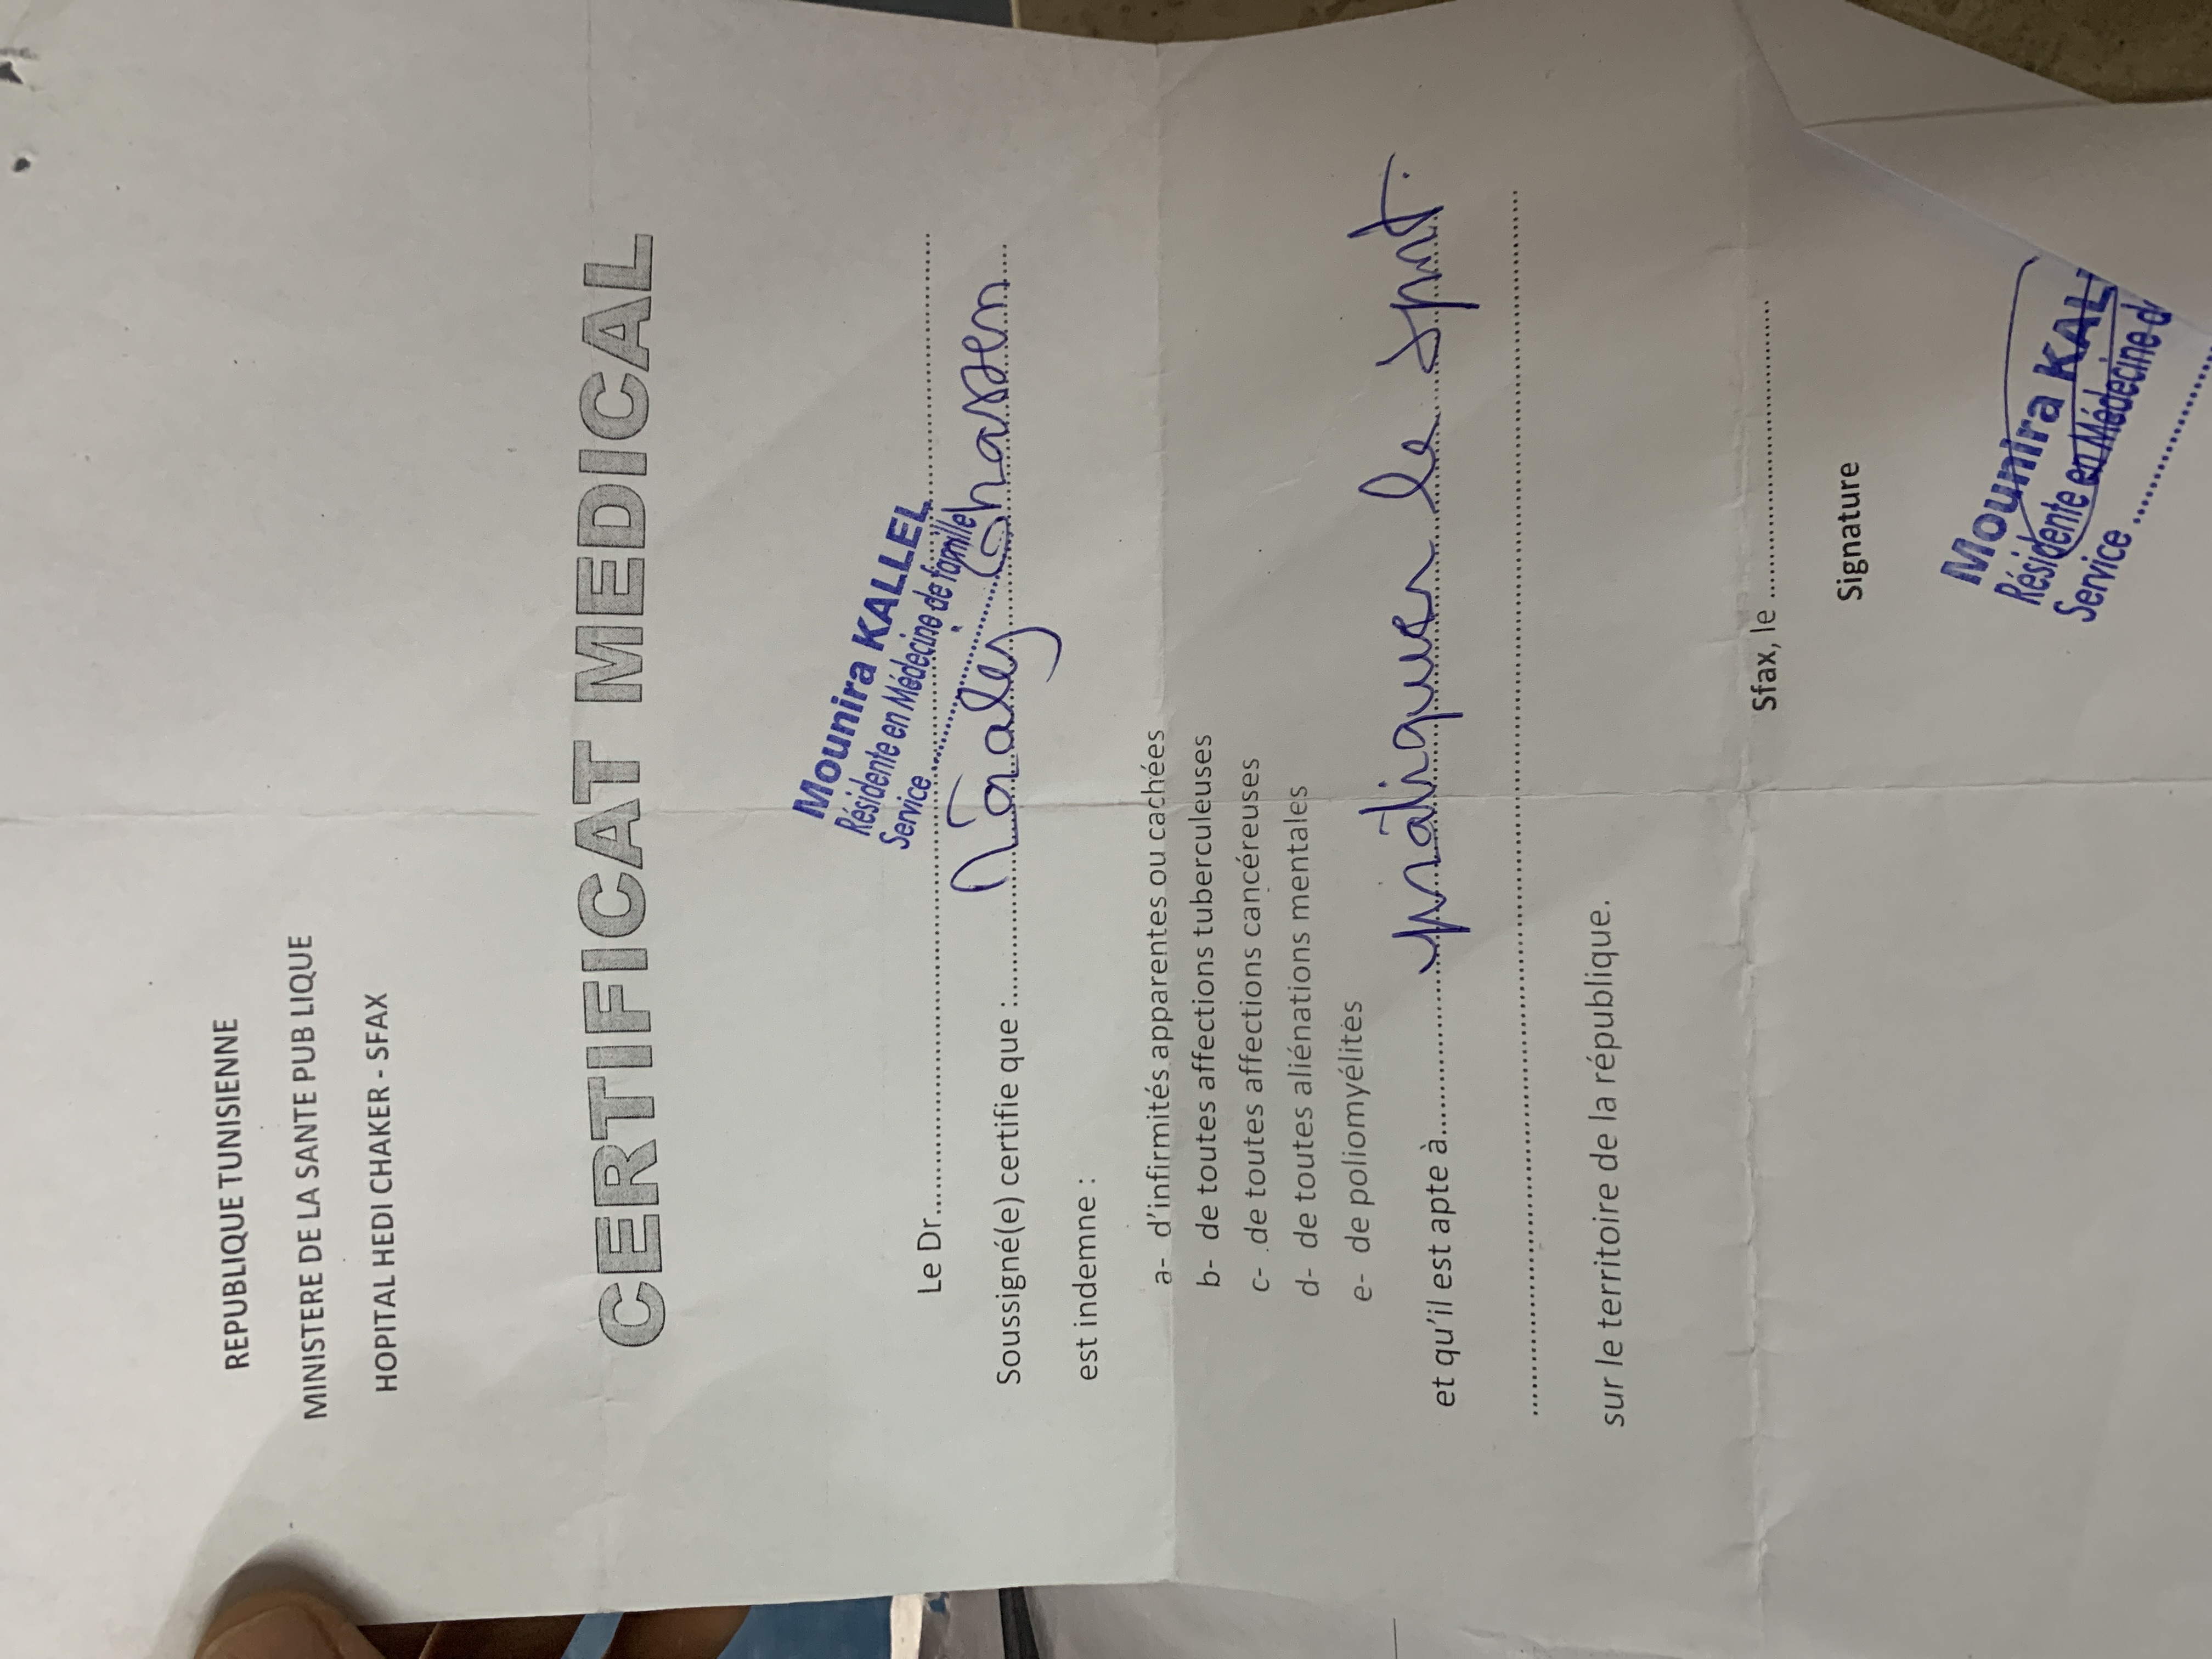 REPUBLIQUE TUNISIENNE
MINISTERE DE LA SANTE PUB LIQUE
HOPITAL HEDI CHAKER - SFAX
CERTIFICAT MEDICAL
Mounira KALLEL
Résidente en Médecine de famille
Service ..........
Le Dr..........
Soussigné(e) certifie que :.......... Ghassen
est indemne :
a- d'infirmités apparentes ou cachées
b- de toutes affections tuberculeuses
c- de toutes affections cancéreuses
d- de toutes aliénations mentales
e- de poliomyélites
et qu'il est apte à.......... pratiquer le sport.
..........
sur le territoire de la république.
Sfax, le ..........
Signature
Mounira KAL
Résidente en Médecine d
Service ..........